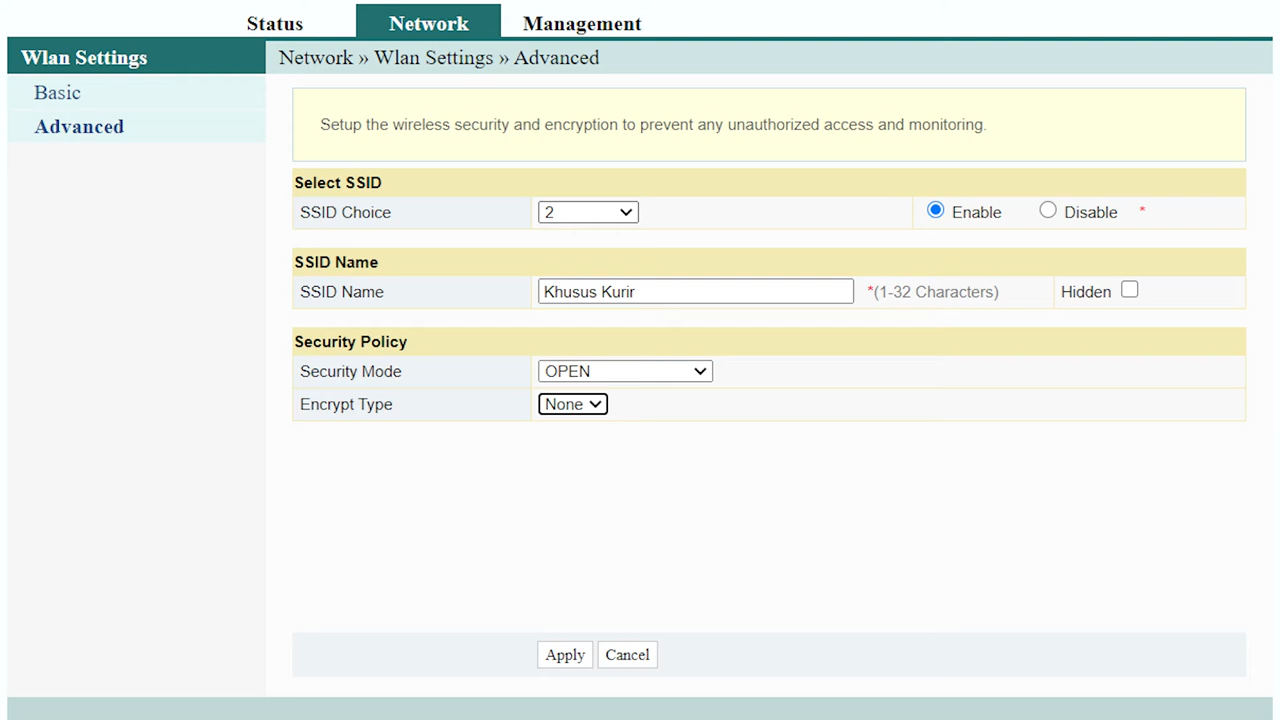 Status Network Management
Wlan Settings Network » Wlan Settings » Advanced
Basic
Advanced
Setup the wireless security and encryption to prevent any unauthorized access and monitoring.
Select SSID
SSID Choice 2 Enable Disable *
SSID Name
SSID Name Khusus Kurir *(1-32 Characters) Hidden
Security Policy
Security Mode OPEN
Encrypt Type None
Apply Cancel